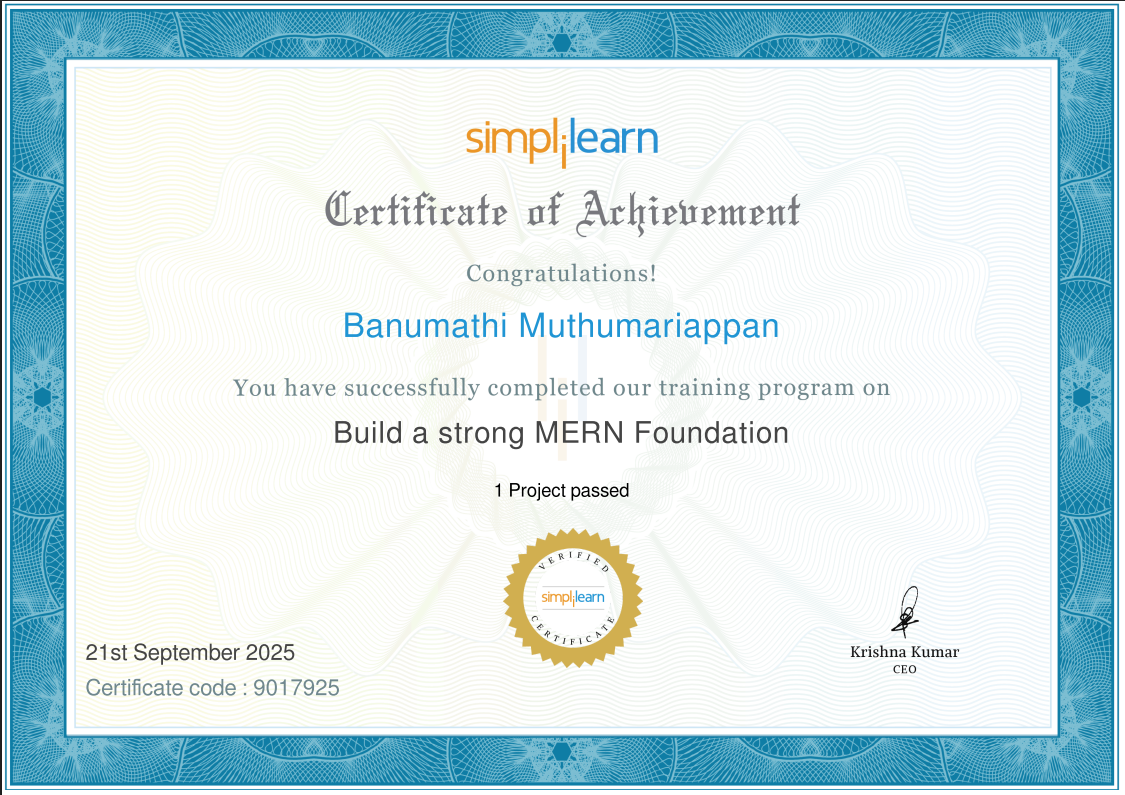 simplilearn
Certificate of Achievement
Congratulations!
Banumathi Muthumariappan
You have successfully completed our training program on
Build a strong MERN Foundation
1 Project passed
VERIFIED
simplilearn
CERTIFICATE
21st September 2025
Certificate code : 9017925
Krishna Kumar
CEO